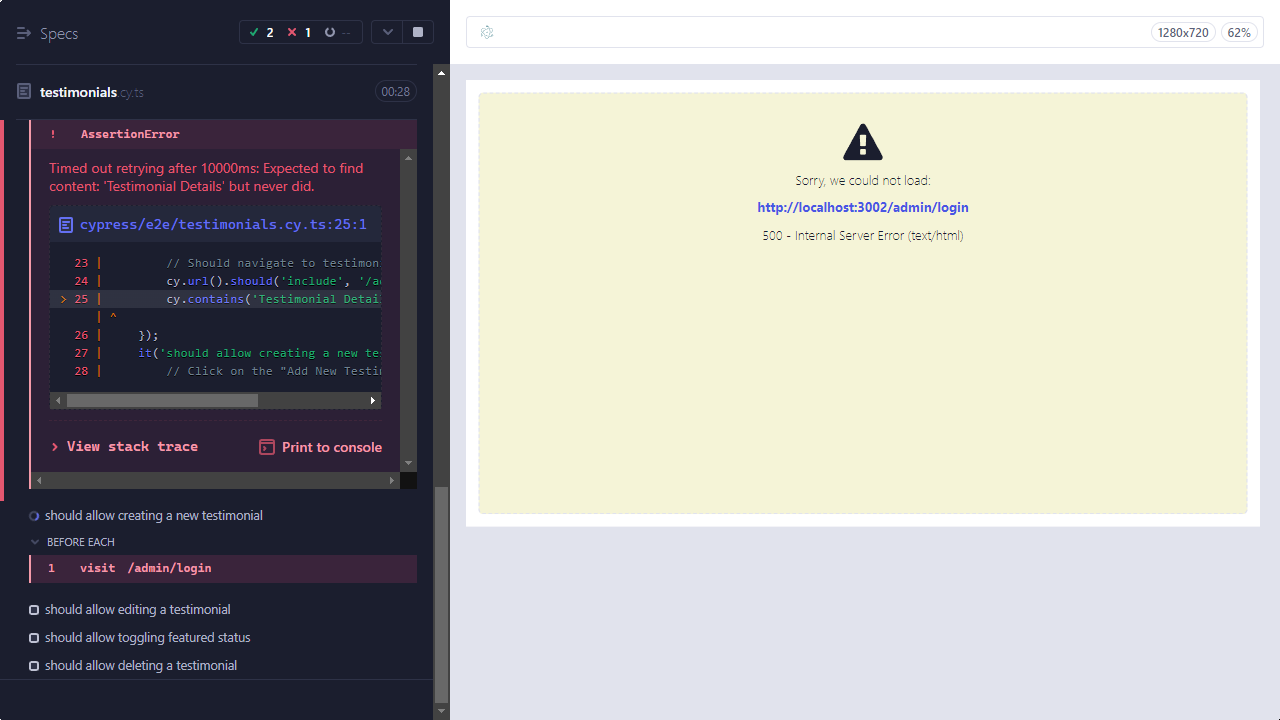 Specs
2
1
--
testimonials.cy.ts
00:28
! AssertionError
Timed out retrying after 10000ms: Expected to find
content: 'Testimonial Details' but never did.
cypress/e2e/testimonials.cy.ts:25:1
23 | // Should navigate to testimoni
24 | cy.url().should('include', '/a
> 25 | cy.contains('Testimonial Detai
| ^
26 | });
27 | it('should allow creating a new te
28 | // Click on the "Add New Testim
> View stack trace
Print to console
should allow creating a new testimonial
BEFORE EACH
1 visit /admin/login
should allow editing a testimonial
should allow toggling featured status
should allow deleting a testimonial
1280x720
62%
Sorry, we could not load:
http://localhost:3002/admin/login
500 - Internal Server Error (text/html)